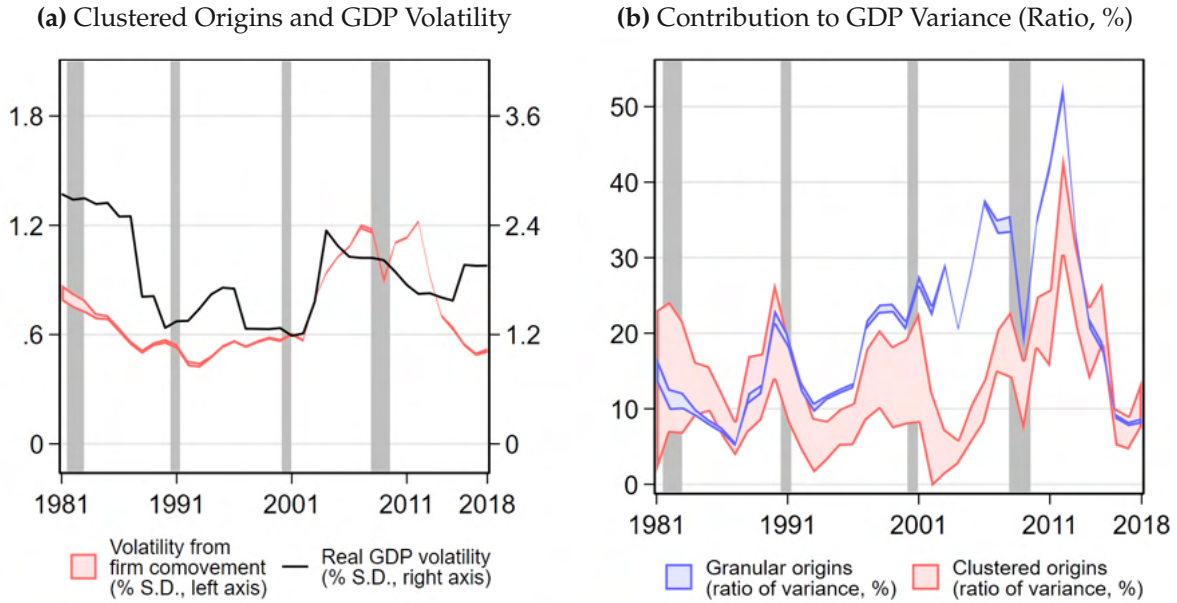 (a) Clustered Origins and GDP Volatility
1.8
1.2
.6
0
3.6
2.4
1.2
0
1981
1991
2001
2011
2018
Volatility from
firm comovement
(% S.D., left axis)
Real GDP volatility
(% S.D., right axis)
(b) Contribution to GDP Variance (Ratio, %)
50
40
30
20
10
0
1981
1991
2001
2011
2018
Granular origins
(ratio of variance, %)
Clustered origins
(ratio of variance, %)